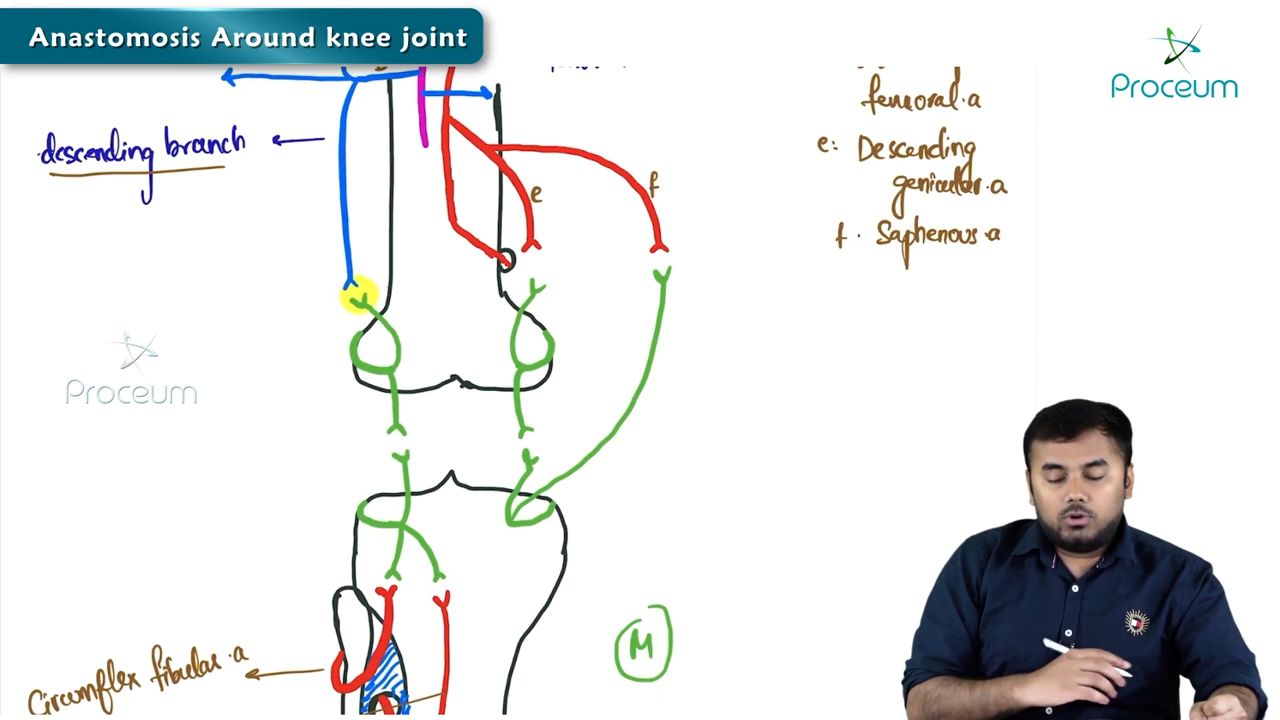 Anastomosis Around knee joint
Proceum
femoral.a
e: Descending
genicular.a
f. Saphenous.a
descending branch
e
f
Proceum
M
Circumflex fibular.a